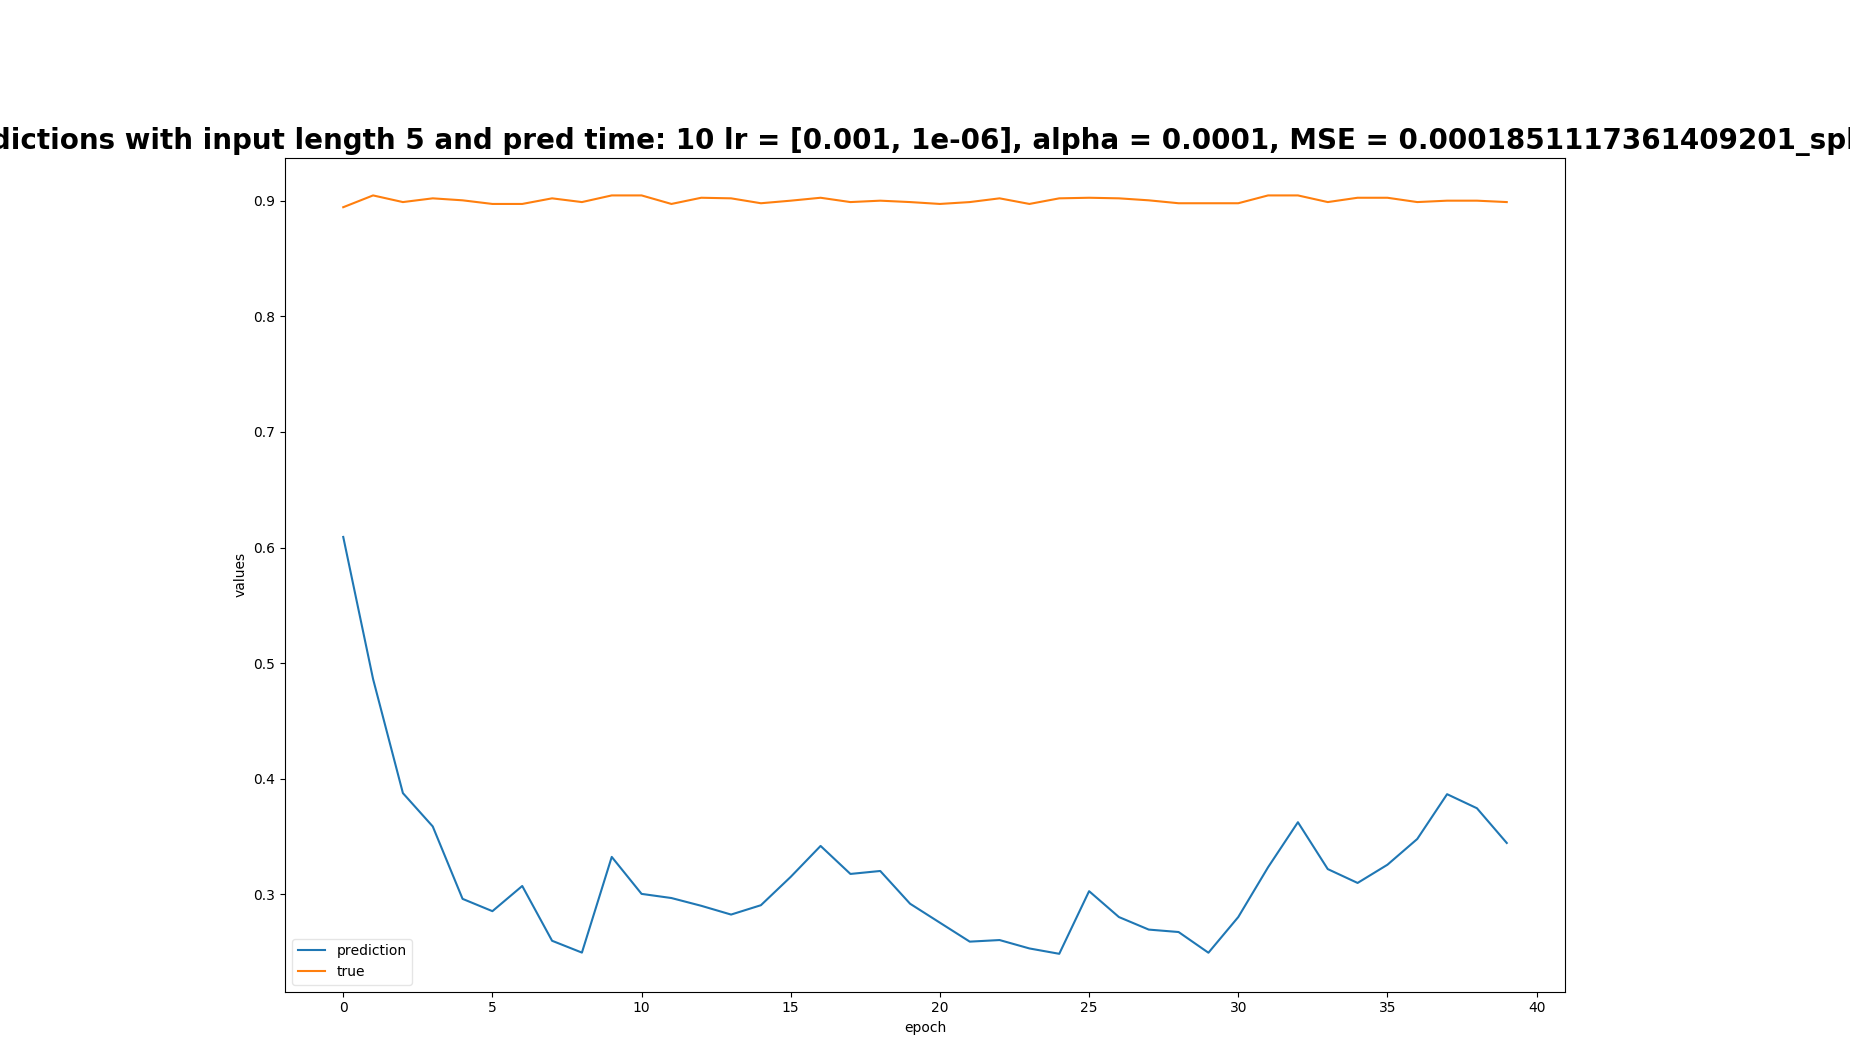 dictions with input length 5 and pred time: 10 lr = [0.001, 1e-06], alpha = 0.0001, MSE = 0.0001851117361409201_spl
0.9
0.8
0.7
0.6
0.5
0.4
0.3
values
prediction
true
0 5 10 15 20 25 30 35 40
epoch